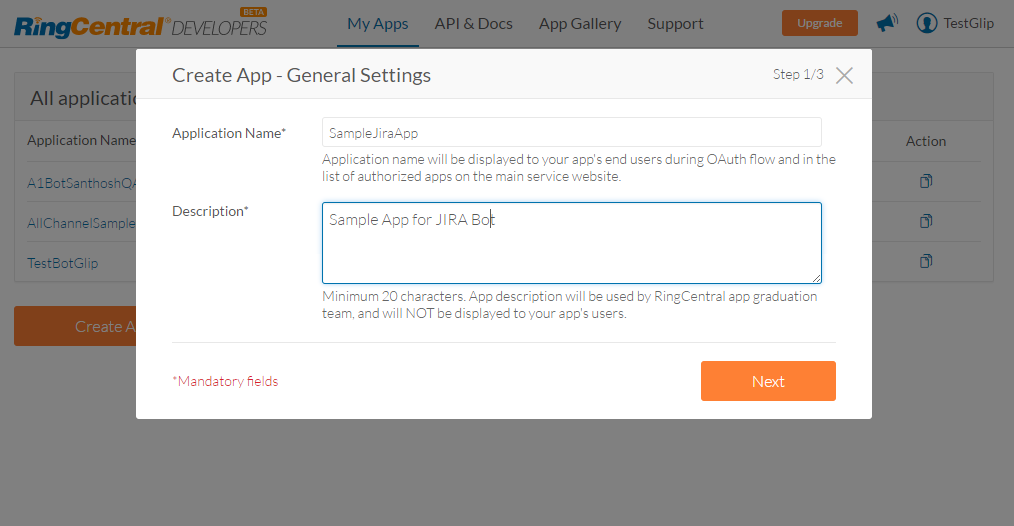 RingCentral® DEVELOPERS BETA
My Apps
API & Docs
App Gallery
Support
Upgrade
TestGlip
Create App - General Settings
Step 1/3
All applicatio
Application Name
Action
Application Name*
SampleJiraApp
Application name will be displayed to your app's end users during OAuth flow and in the
list of authorized apps on the main service website.
A1BotSanthoshQA
Description*
Sample App for JIRA Bot
AllChannelSample
TestBotGlip
Minimum 20 characters. App description will be used by RingCentral app graduation
team, and will NOT be displayed to your app's users.
Create A
*Mandatory fields
Next